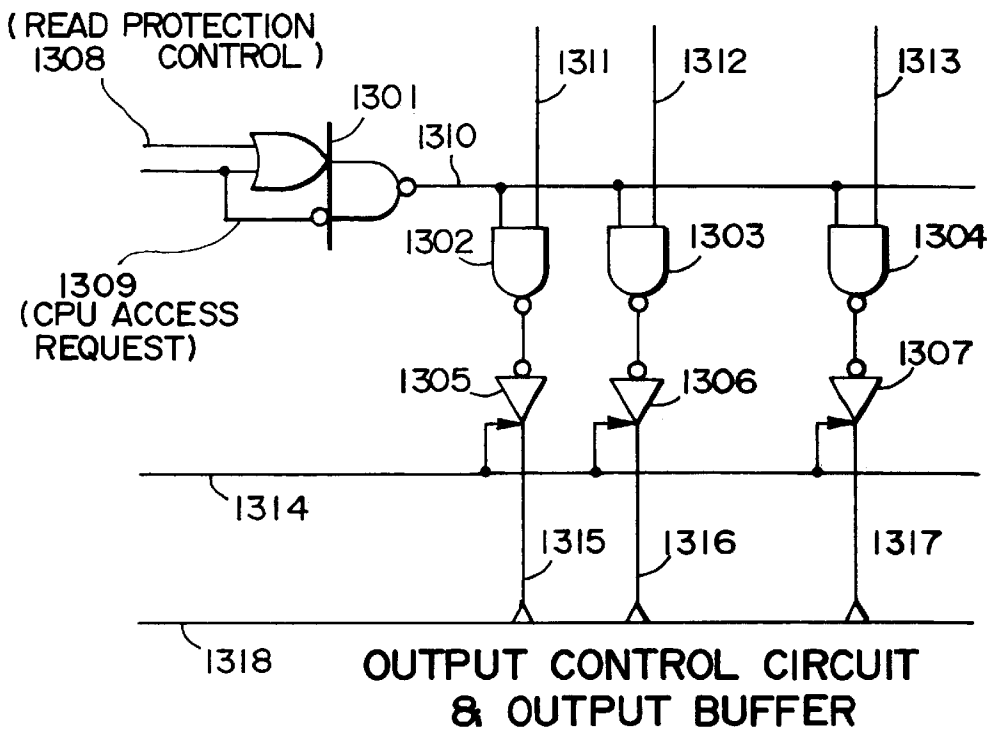 (READ PROTECTION
1308 CONTROL)
1301
1310
1311
1312
1313
1302
1303
1304
1309
(CPU ACCESS
REQUEST)
1305
1306
1307
1314
1315
1316
1317
1318
OUTPUT CONTROL CIRCUIT
& OUTPUT BUFFER